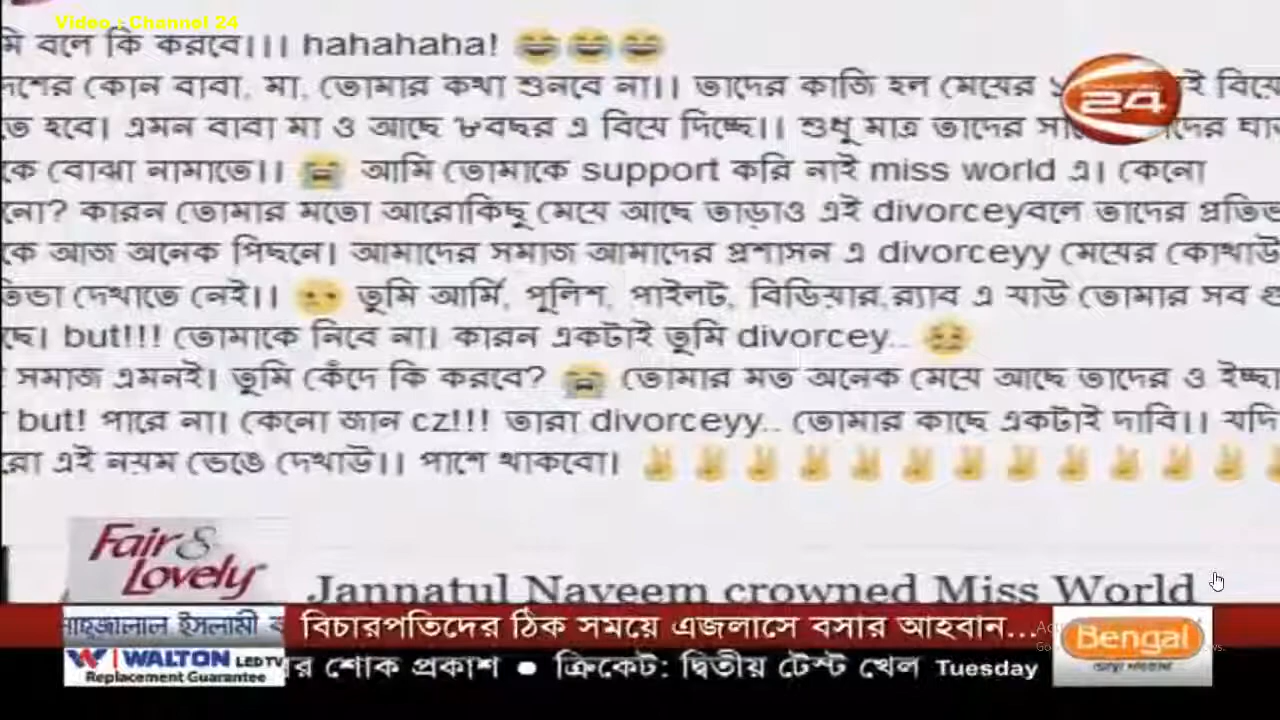 Video : Channel 24
মি বলে কি করবে।।। hahahaha! 😄😄😄
দেশের কোন বাবা, মা, তোমার কথা শুনবে না।। তাদের কাজি হল মেয়ের ই বিয়ে
তে হবে। এমন বাবা মা ও আছে ৮বছর এ বিয়ে দিচ্ছে।। শুধু মাত্র তাদের
24
কে বোঝা নামাতে।। 😭 আমি তোমাকে support করি নাই miss world এ। কেনো
নো? কারন তোমার মতো আরোকিছু মেয়ে আছে তাড়াও এই divorceyবলে তাদের
কে আজ অনেক পিছনে। আমাদের সমাজ আমাদের প্রশাসন এ divorceyy মেয়ের কোথাউ
তিভা দেখাতে নেই।। তুমি আর্মি, পুলিশ, পাইলট, বিডিয়ার,র‍্যাব এ যাউ তোমার সব
ছে। but!!! তোমাকে নিবে না। কারন একটাই তুমি divorcey..
সমাজ এমনই। তুমি কেঁদে কি করবে? 😭 তোমার মত অনেক মেয়ে আছে তাদের ও ইচ্ছা
but! পারে না। কেনো জান cz!!! তারা divorceyy.. তোমার কাছে একটাই দাবি।। যদি
রা এই নয়ম ভেঙে দেখাউ।। পাশে থাকবো। ✌✌✌✌✌✌✌✌✌✌✌✌✌
Fair & Lovely
Jannatul Nayeem crowned Miss World
শাহ্‌জালাল ইসলামী ব
বিচারপতিদের ঠিক সময়ে এজলাসে বসার আহবান...
Bengal
WALTON LED TV
Replacement Guarantee
র শোক প্রকাশ ● ক্রিকেট: দ্বিতীয় টেস্ট খেল Tuesday